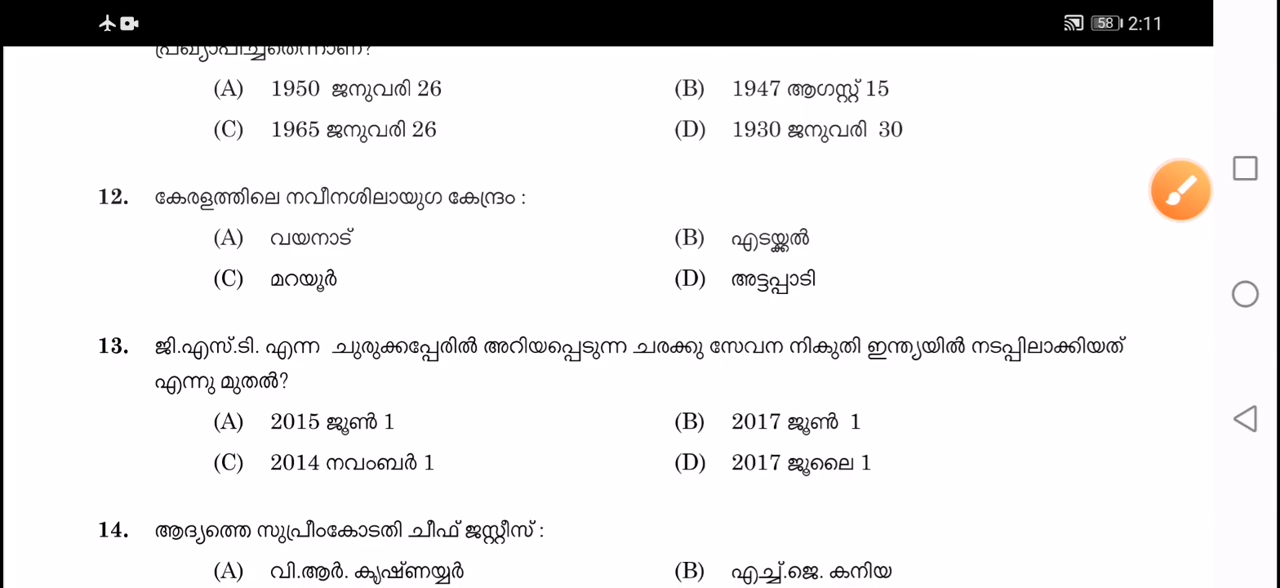 58 2:11
പ്രഖ്യാപിച്ചതെന്നാണ്?
(A) 1950 ജനുവരി 26 (B) 1947 ആഗസ്റ്റ് 15
(C) 1965 ജനുവരി 26 (D) 1930 ജനുവരി 30
12. കേരളത്തിലെ നവീനശിലായുഗ കേന്ദ്രം :
(A) വയനാട് (B) എടയ്ക്കൽ
(C) മറയൂർ (D) അട്ടപ്പാടി
13. ജി.എസ്.ടി. എന്ന ചുരുക്കപ്പേരിൽ അറിയപ്പെടുന്ന ചരക്കു സേവന നികുതി ഇന്ത്യയിൽ നടപ്പിലാക്കിയത്
എന്നു മുതൽ?
(A) 2015 ജൂൺ 1 (B) 2017 ജൂൺ 1
(C) 2014 നവംബർ 1 (D) 2017 ജൂലൈ 1
14. ആദ്യത്തെ സുപ്രീംകോടതി ചീഫ് ജസ്റ്റീസ് :
(A) വി.ആർ. കൃഷ്ണയ്യർ (B) എച്ച്.ജെ. കനിയ